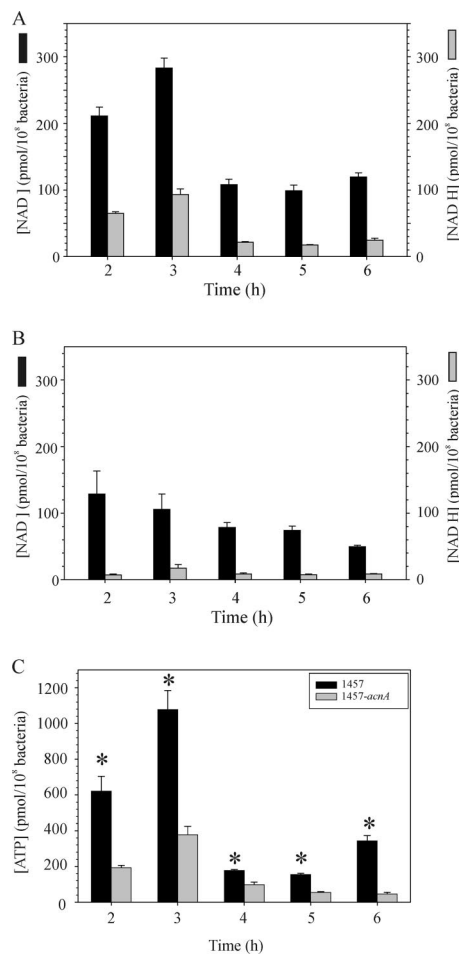 A
[NAD ] (pmol/10⁸ bacteria)
300
200
100
0
300
200
100
0
[NAD H] (pmol/10⁸ bacteria)
2 3 4 5 6
Time (h)
B
[NAD ] (pmol/10⁸ bacteria)
300
200
100
0
300
200
100
0
[NAD H] (pmol/10⁸ bacteria)
2 3 4 5 6
Time (h)
C
[ATP] (pmol/10⁸ bacteria)
1200
1000
800
600
400
200
0
1457
1457-acnA
* * * * *
2 3 4 5 6
Time (h)